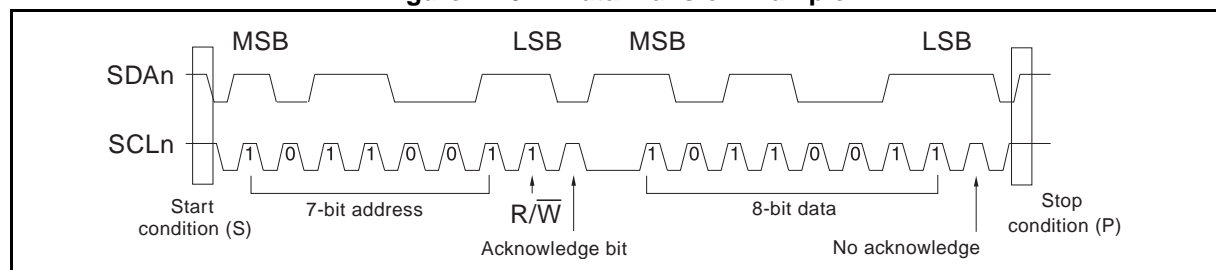 MSB LSB MSB LSB
SDAn
SCLn
1 0 1 1 0 0 1 1 1 0 1 1 0 0 1 1
Start condition (S)
7-bit address
R/W
Acknowledge bit
8-bit data
No acknowledge
Stop condition (P)